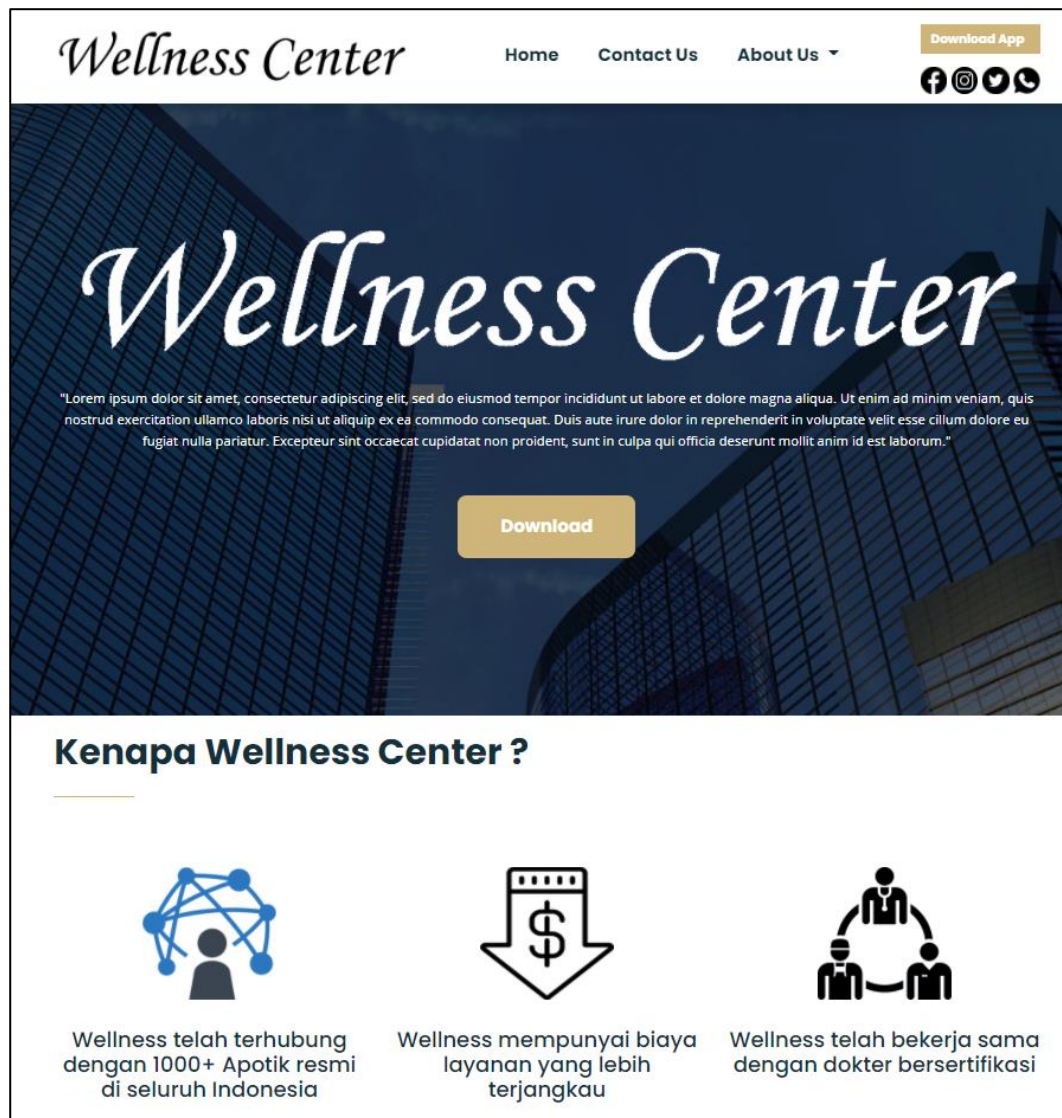 Wellness Center
Home
Contact Us
About Us
Download App
Wellness Center
"Lorem ipsum dolor sit amet, consectetur adipiscing elit, sed do eiusmod tempor incididunt ut labore et dolore magna aliqua. Ut enim ad minim veniam, quis
nostrud exercitation ullamco laboris nisi ut aliquip ex ea commodo consequat. Duis aute irure dolor in reprehenderit in voluptate velit esse cillum dolore eu
fugiat nulla pariatur. Excepteur sint occaecat cupidatat non proident, sunt in culpa qui officia deserunt mollit anim id est laborum."
Download
Kenapa Wellness Center ?
$
Wellness telah terhubung
dengan 1000+ Apotik resmi
di seluruh Indonesia
Wellness mempunyai biaya
layanan yang lebih
terjangkau
Wellness telah bekerja sama
dengan dokter bersertifikasi